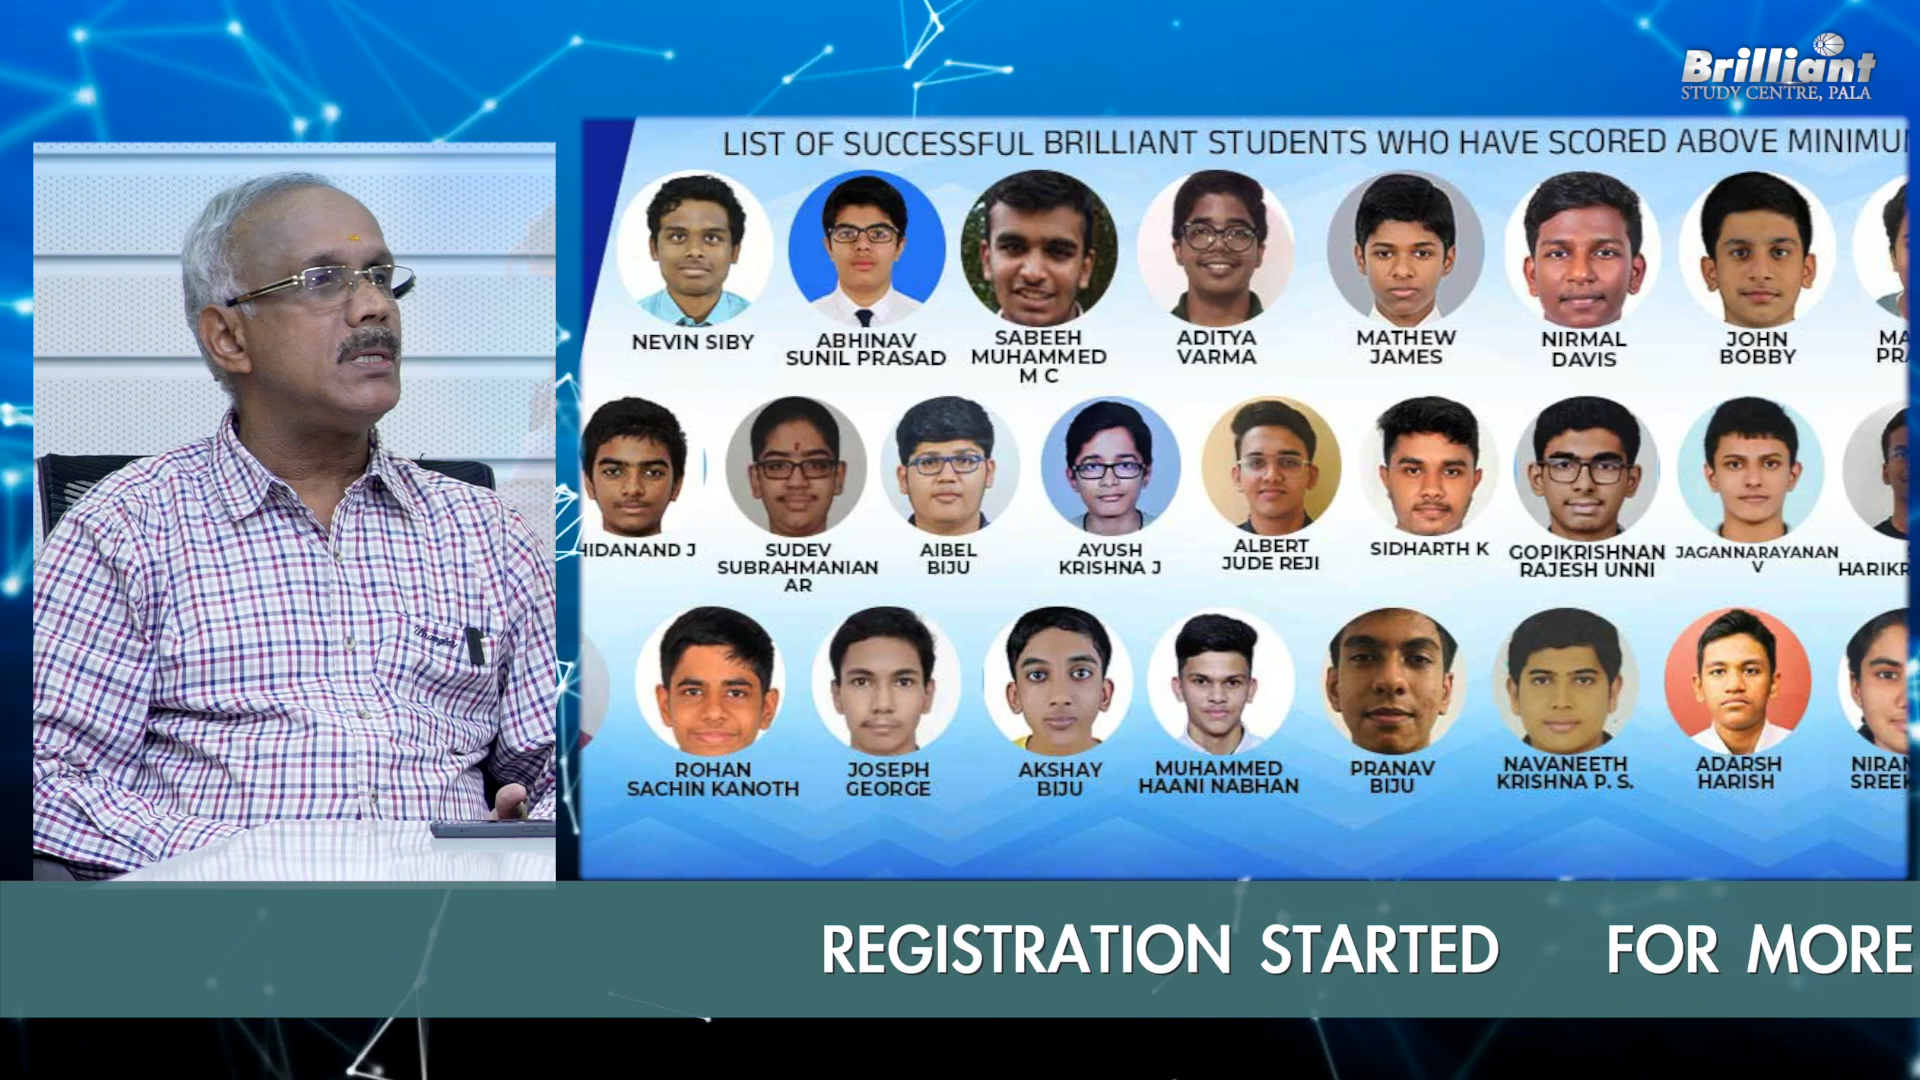 Brilliant
STUDY CENTRE, PALA
LIST OF SUCCESSFUL BRILLIANT STUDENTS WHO HAVE SCORED ABOVE
NEVIN SIBY
ABHINAV
SUNIL PRASAD
SABEEH
MUHAMMED
M C
ADITYA
VARMA
MATHEW
JAMES
NIRMAL
DAVIS
JOHN
BOBBY
J
SUDEV
SUBRAHMANIAN
AR
AIBEL
BIJU
AYUSH
KRISHNA J
ALBERT
JUDE REJI
SIDHARTH K
GOPIKRISHNAN
RAJESH UNNI
JAGANNARAYANAN
V
ROHAN
SACHIN KANOTH
JOSEPH
GEORGE
AKSHAY
BIJU
MUHAMMED
HAANI NABHAN
PRANAV
BIJU
NAVANEETH
KRISHNA P. S.
ADARSH
HARISH
REGISTRATION STARTED FOR MORE